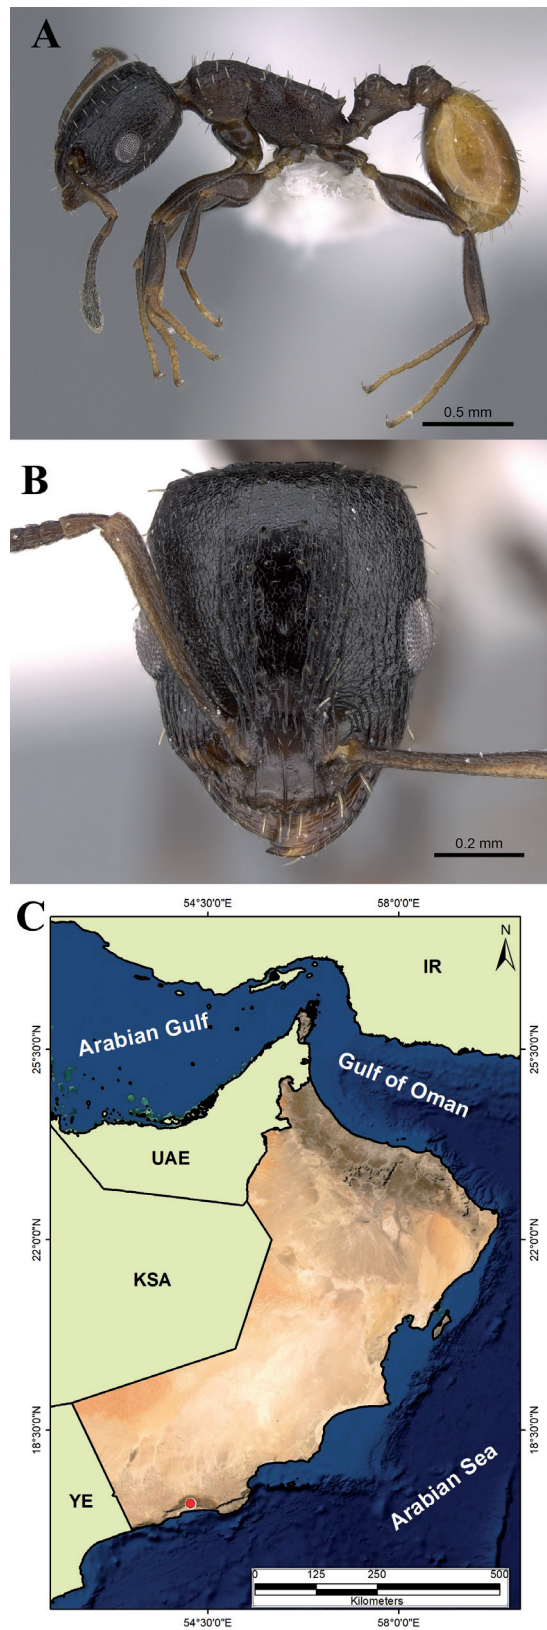 A
0.5 mm
B
0.2 mm
C
54°30'0"E
58°0'0"E
N
IR
Arabian Gulf
25°30'0"N
25°30'0"N
Gulf of Oman
UAE
22°0'0"N
22°0'0"N
KSA
18°30'0"N
18°30'0"N
YE
Arabian Sea
0
125
250
500
Kilometers
54°30'0"E
58°0'0"E